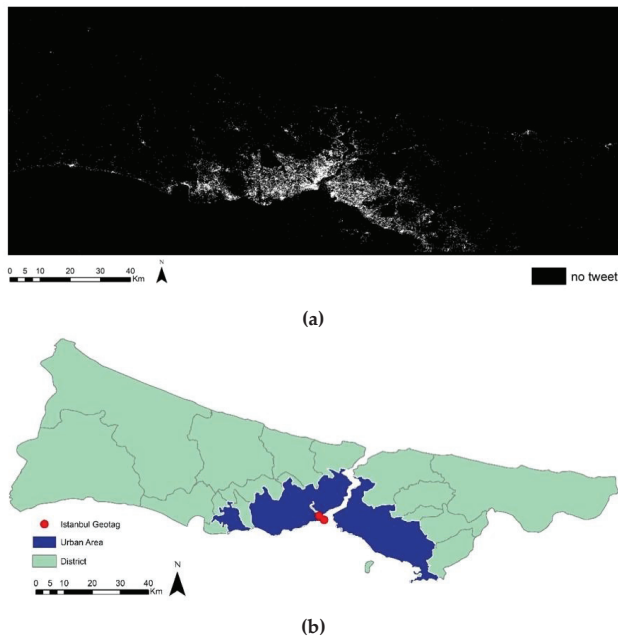 0 5 10 20 30 40
Km
N
no tweet
(a)
Istanbul Geotag
Urban Area
District
N
0 5 10 20 30 40
Km
(b)